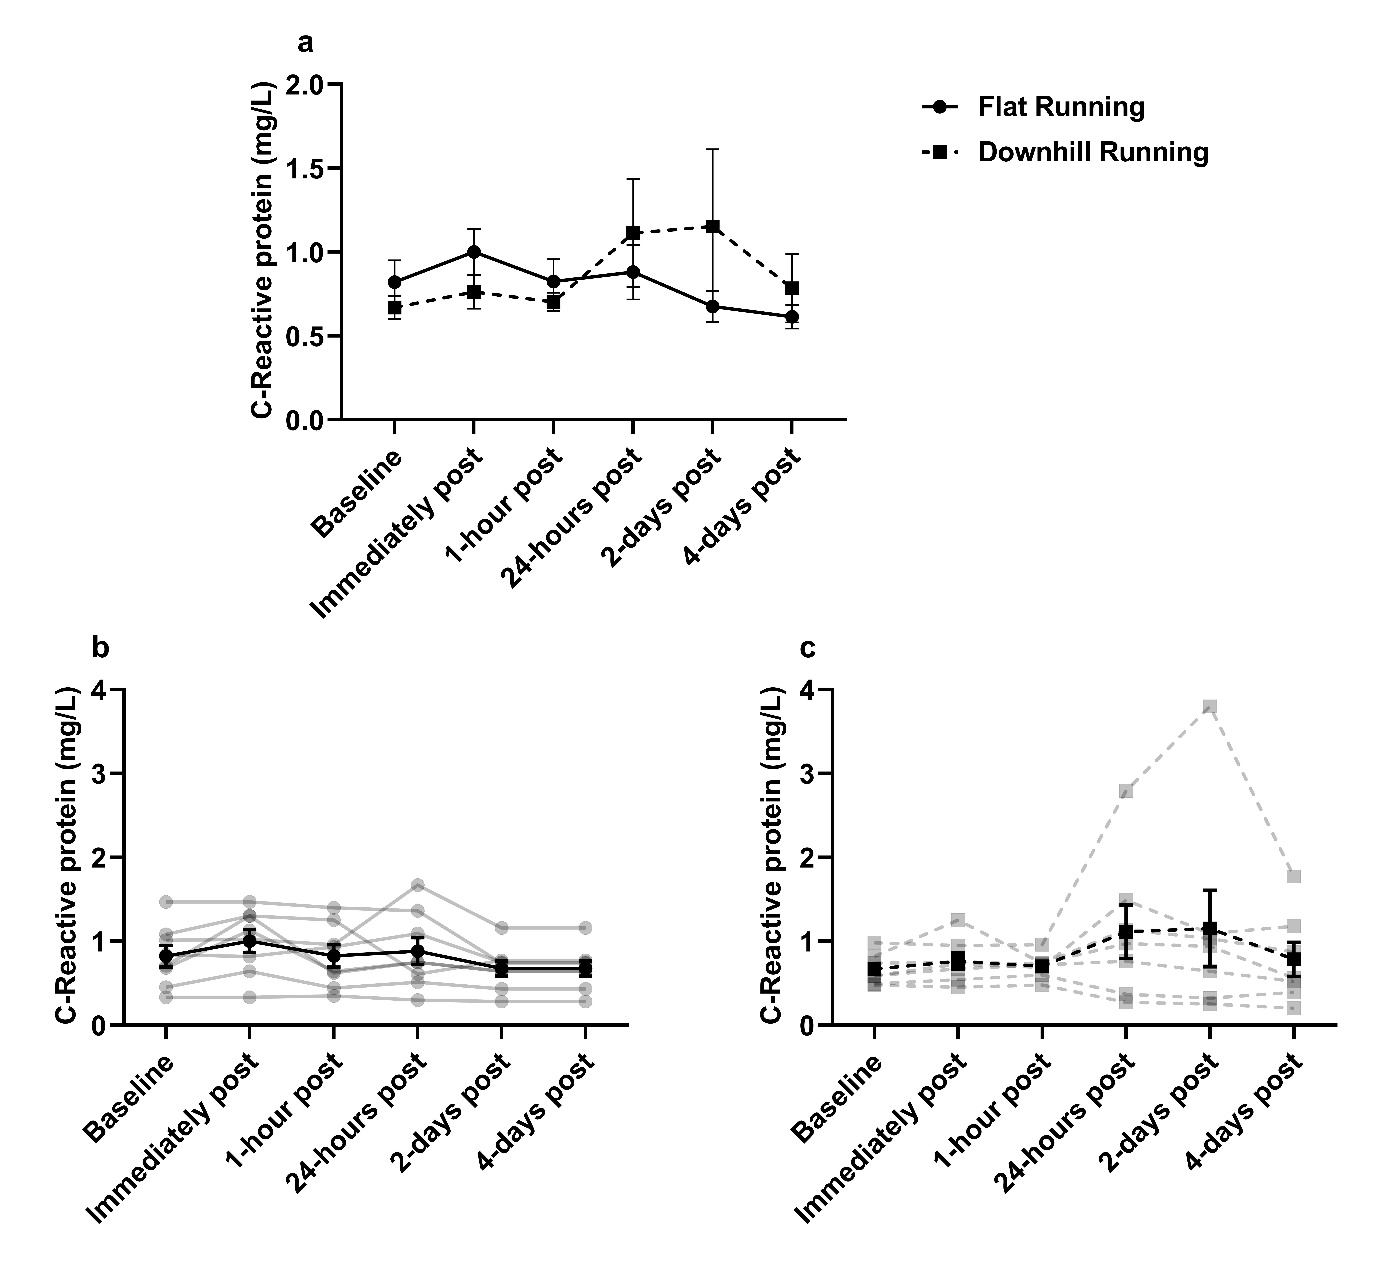 a
C-Reactive protein (mg/L)
2.0
1.5
1.0
0.5
0.0
Baseline
Immediately post
1-hour post
24-hours post
2-days post
4-days post
Flat Running
Downhill Running
b
C-Reactive protein (mg/L)
4
3
2
1
0
Baseline
Immediately post
1-hour post
24-hours post
2-days post
4-days post
c
C-Reactive protein (mg/L)
4
3
2
1
0
Baseline
Immediately post
1-hour post
24-hours post
2-days post
4-days post